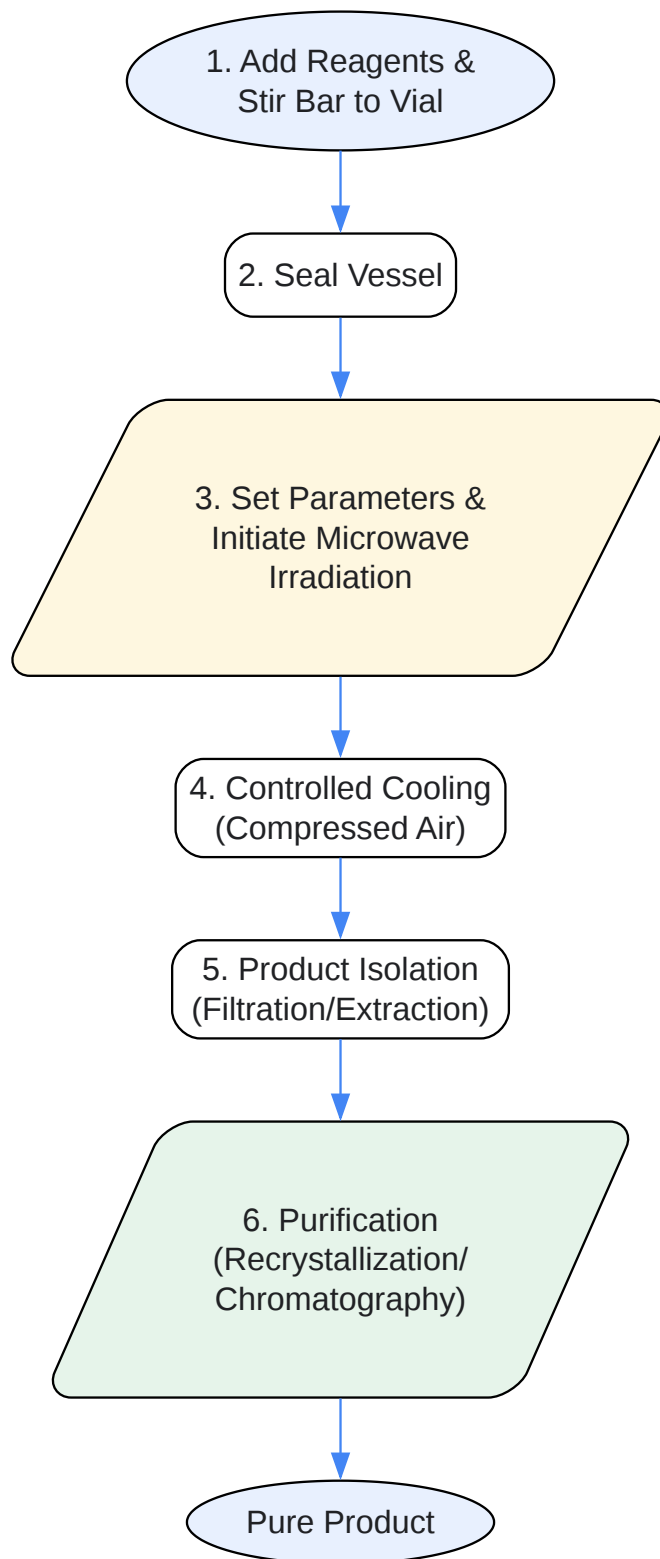 1. Add Reagents &
Stir Bar to Vial
2. Seal Vessel
3. Set Parameters &
Initiate Microwave
Irradiation
4. Controlled Cooling
(Compressed Air)
5. Product Isolation
(Filtration/Extraction)
6. Purification
(Recrystallization/
Chromatography)
Pure Product